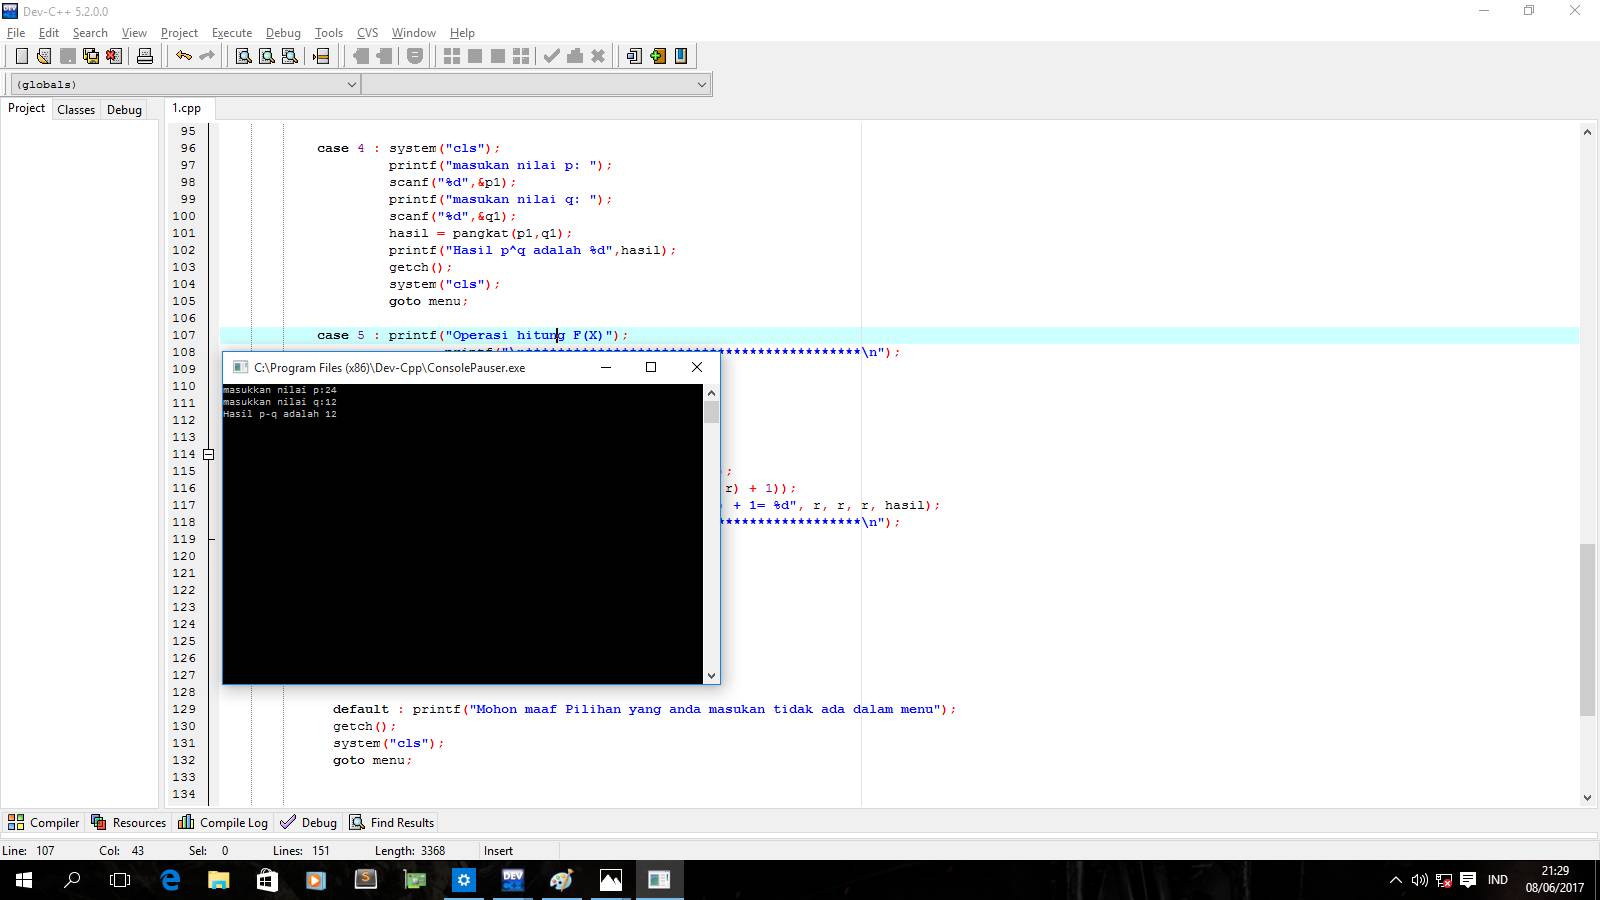 Dev-C++ 5.2.0.0
File Edit Search View Project Execute Debug Tools CVS Window Help
(globals)
Project Classes Debug
1.cpp
95
96 case 4 : system("cls");
97 printf("masukan nilai p: ");
98 scanf("%d",&p1);
99 printf("masukan nilai q: ");
100 scanf("%d",&q1);
101 hasil = pangkat(p1,q1);
102 printf("Hasil p^q adalah %d",hasil);
103 getch();
104 system("cls");
105 goto menu;
106
107 case 5 : printf("Operasi hitung F(X)");
108 ******************\n");
109
110
111
112
113
114
115 ;
116 r) + 1));
117 + 1= %d", r, r, r, hasil);
118 ******************\n");
119
120
121
122
123
124
125
126
127
128
129 default : printf("Mohon maaf Pilihan yang anda masukan tidak ada dalam menu");
130 getch();
131 system("cls");
132 goto menu;
133
134
C:\Program Files (x86)\Dev-Cpp\ConsolePauser.exe
masukkan nilai p:24
masukkan nilai q:12
Hasil p-q adalah 12
Compiler Resources Compile Log Debug Find Results
Line: 107 Col: 43 Sel: 0 Lines: 151 Length: 3368 Insert
DEV
IND
21:29
08/06/2017